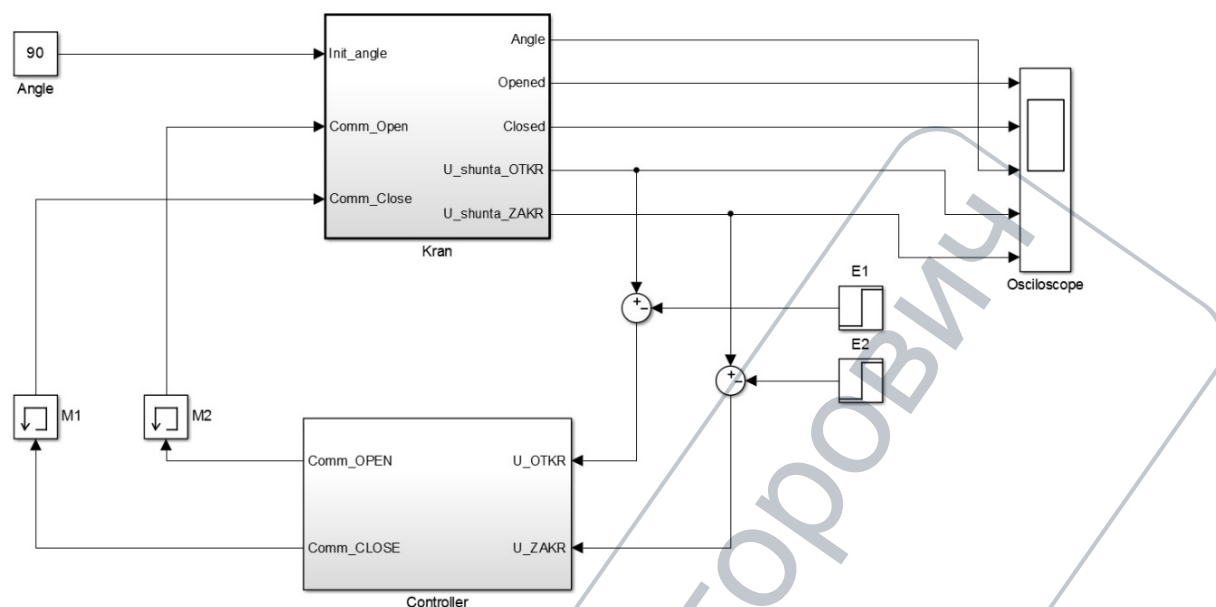 90
Angle
Init_angle
Comm_Open
Comm_Close
Angle
Opened
Closed
U_shunta_OTKR
U_shunta_ZAKR
Kran
Osciloscope
E1
E2
M1
M2
Comm_OPEN
Comm_CLOSE
U_OTKR
U_ZAKR
Controller
торович